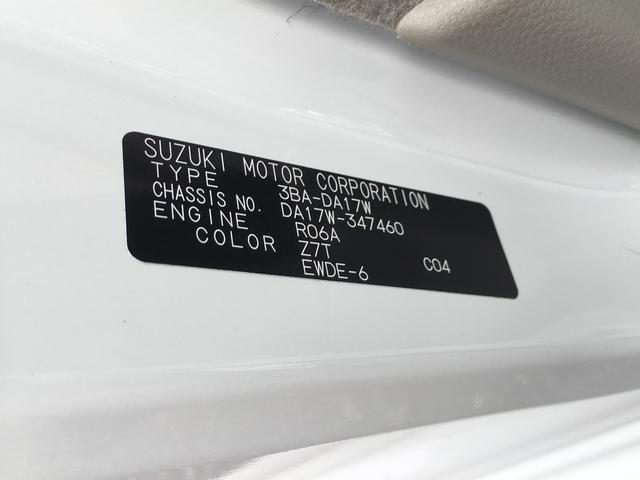 SUZUKI MOTOR CORPORATION
TYPE 3BA-DA17W
CHASSIS NO. DA17W-347460
ENGINE R06A
COLOR Z7T
EWDE-6 C04